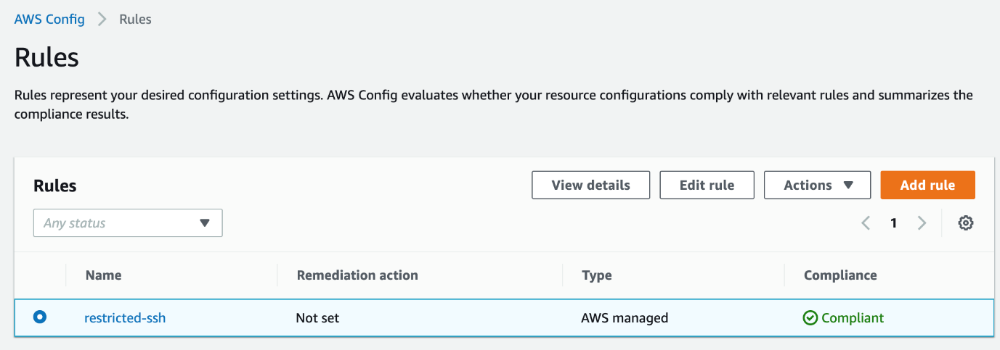 AWS Config > Rules
Rules
Rules represent your desired configuration settings. AWS Config evaluates whether your resource configurations comply with relevant rules and summarizes the
compliance results.
Rules View details Edit rule Actions ▼ Add rule
Any status ▼ < 1 >
Name Remediation action Type Compliance
restricted-ssh Not set AWS managed Compliant